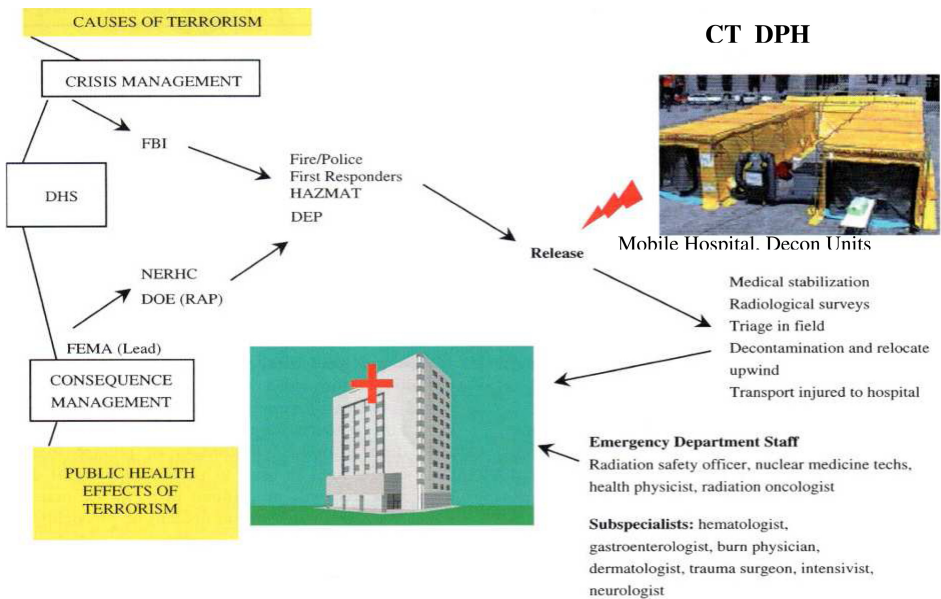 CAUSES OF TERRORISM
CT DPH
CRISIS MANAGEMENT
FBI
DHS
Fire/Police
First Responders
HAZMAT
DEP
Release
Mobile Hospital. Decon Units
NERHC
DOE (RAP)
FEMA (Lead)
CONSEQUENCE
MANAGEMENT
PUBLIC HEALTH
EFFECTS OF
TERRORISM
Medical stabilization
Radiological surveys
Triage in field
Decontamination and relocate
upwind
Transport injured to hospital
Emergency Department Staff
Radiation safety officer, nuclear medicine techs,
health physicist, radiation oncologist
Subspecialists: hematologist,
gastroenterologist, burn physician,
dermatologist, trauma surgeon, intensivist,
neurologist